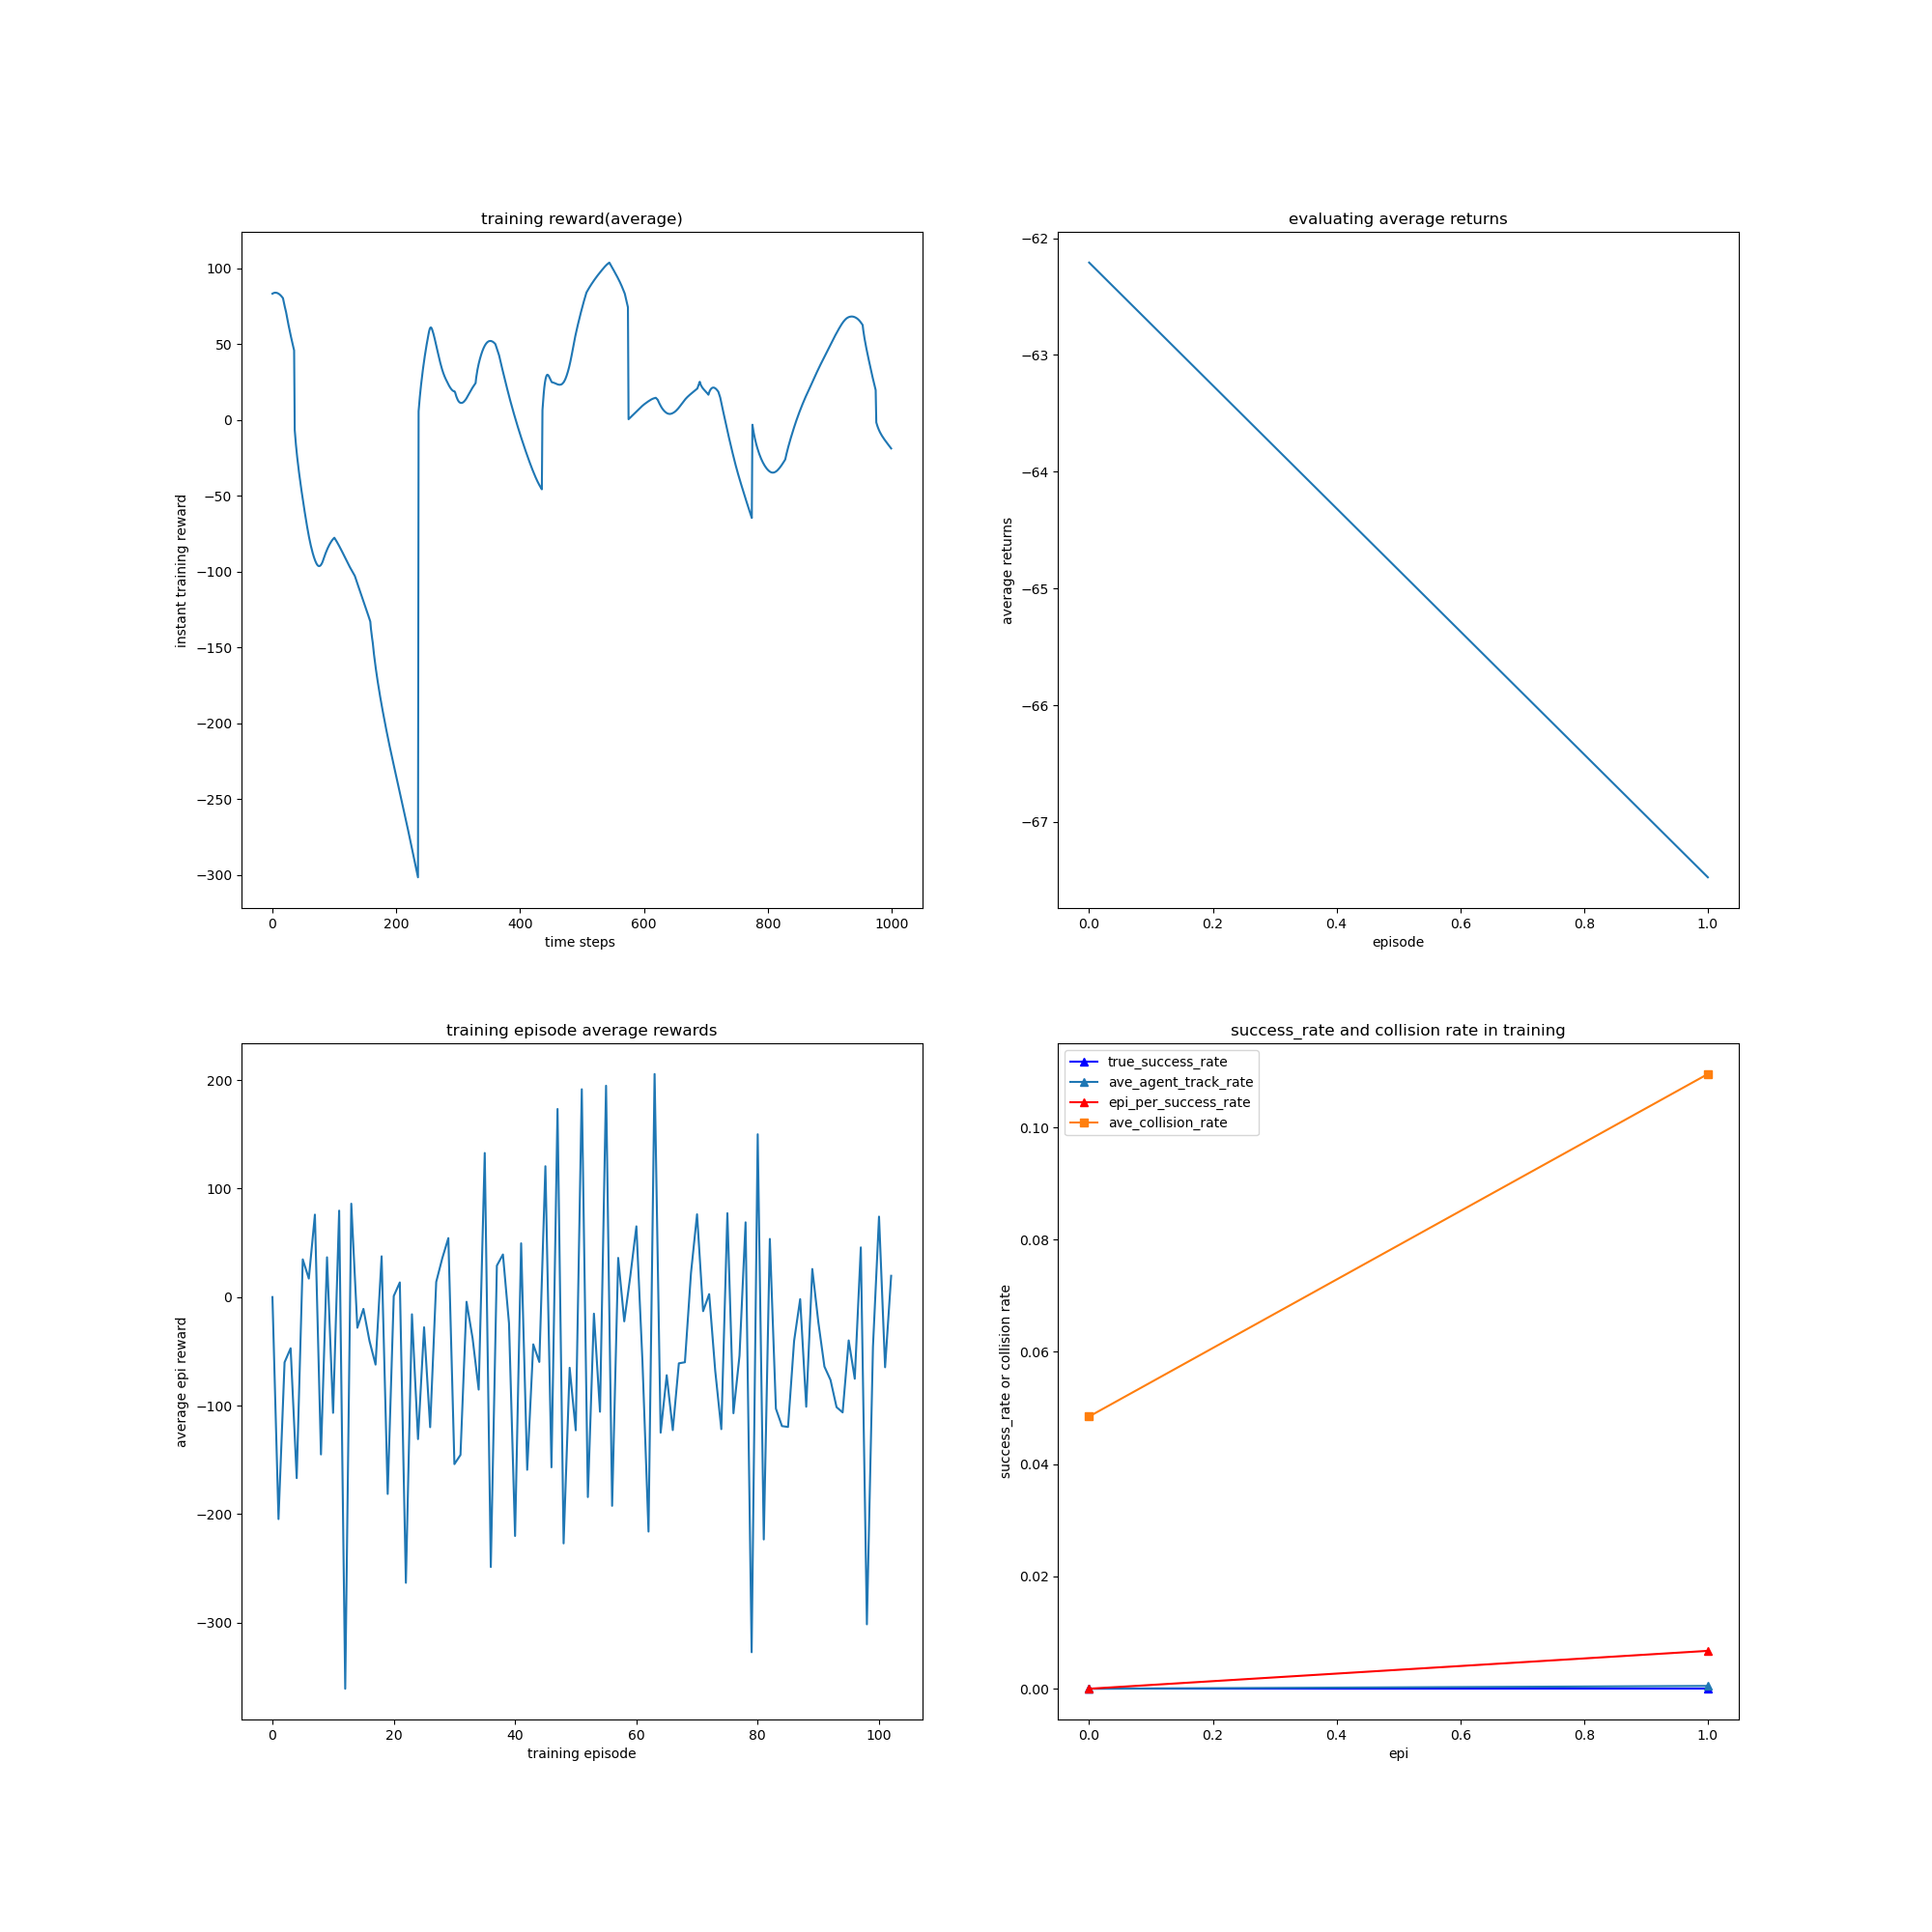 training reward(average)
100
50
0
−50
−100
−150
−200
−250
−300
instant training reward
0 200 400 600 800 1000
time steps
evaluating average returns
−62
−63
−64
−65
−66
−67
average returns
0.0 0.2 0.4 0.6 0.8 1.0
episode
training episode average rewards
200
100
0
−100
−200
−300
average epi reward
0 20 40 60 80 100
training episode
success_rate and collision rate in training
true_success_rate
ave_agent_track_rate
epi_per_success_rate
ave_collision_rate
0.10
0.08
0.06
0.04
0.02
0.00
success_rate or collision rate
0.0 0.2 0.4 0.6 0.8 1.0
epi